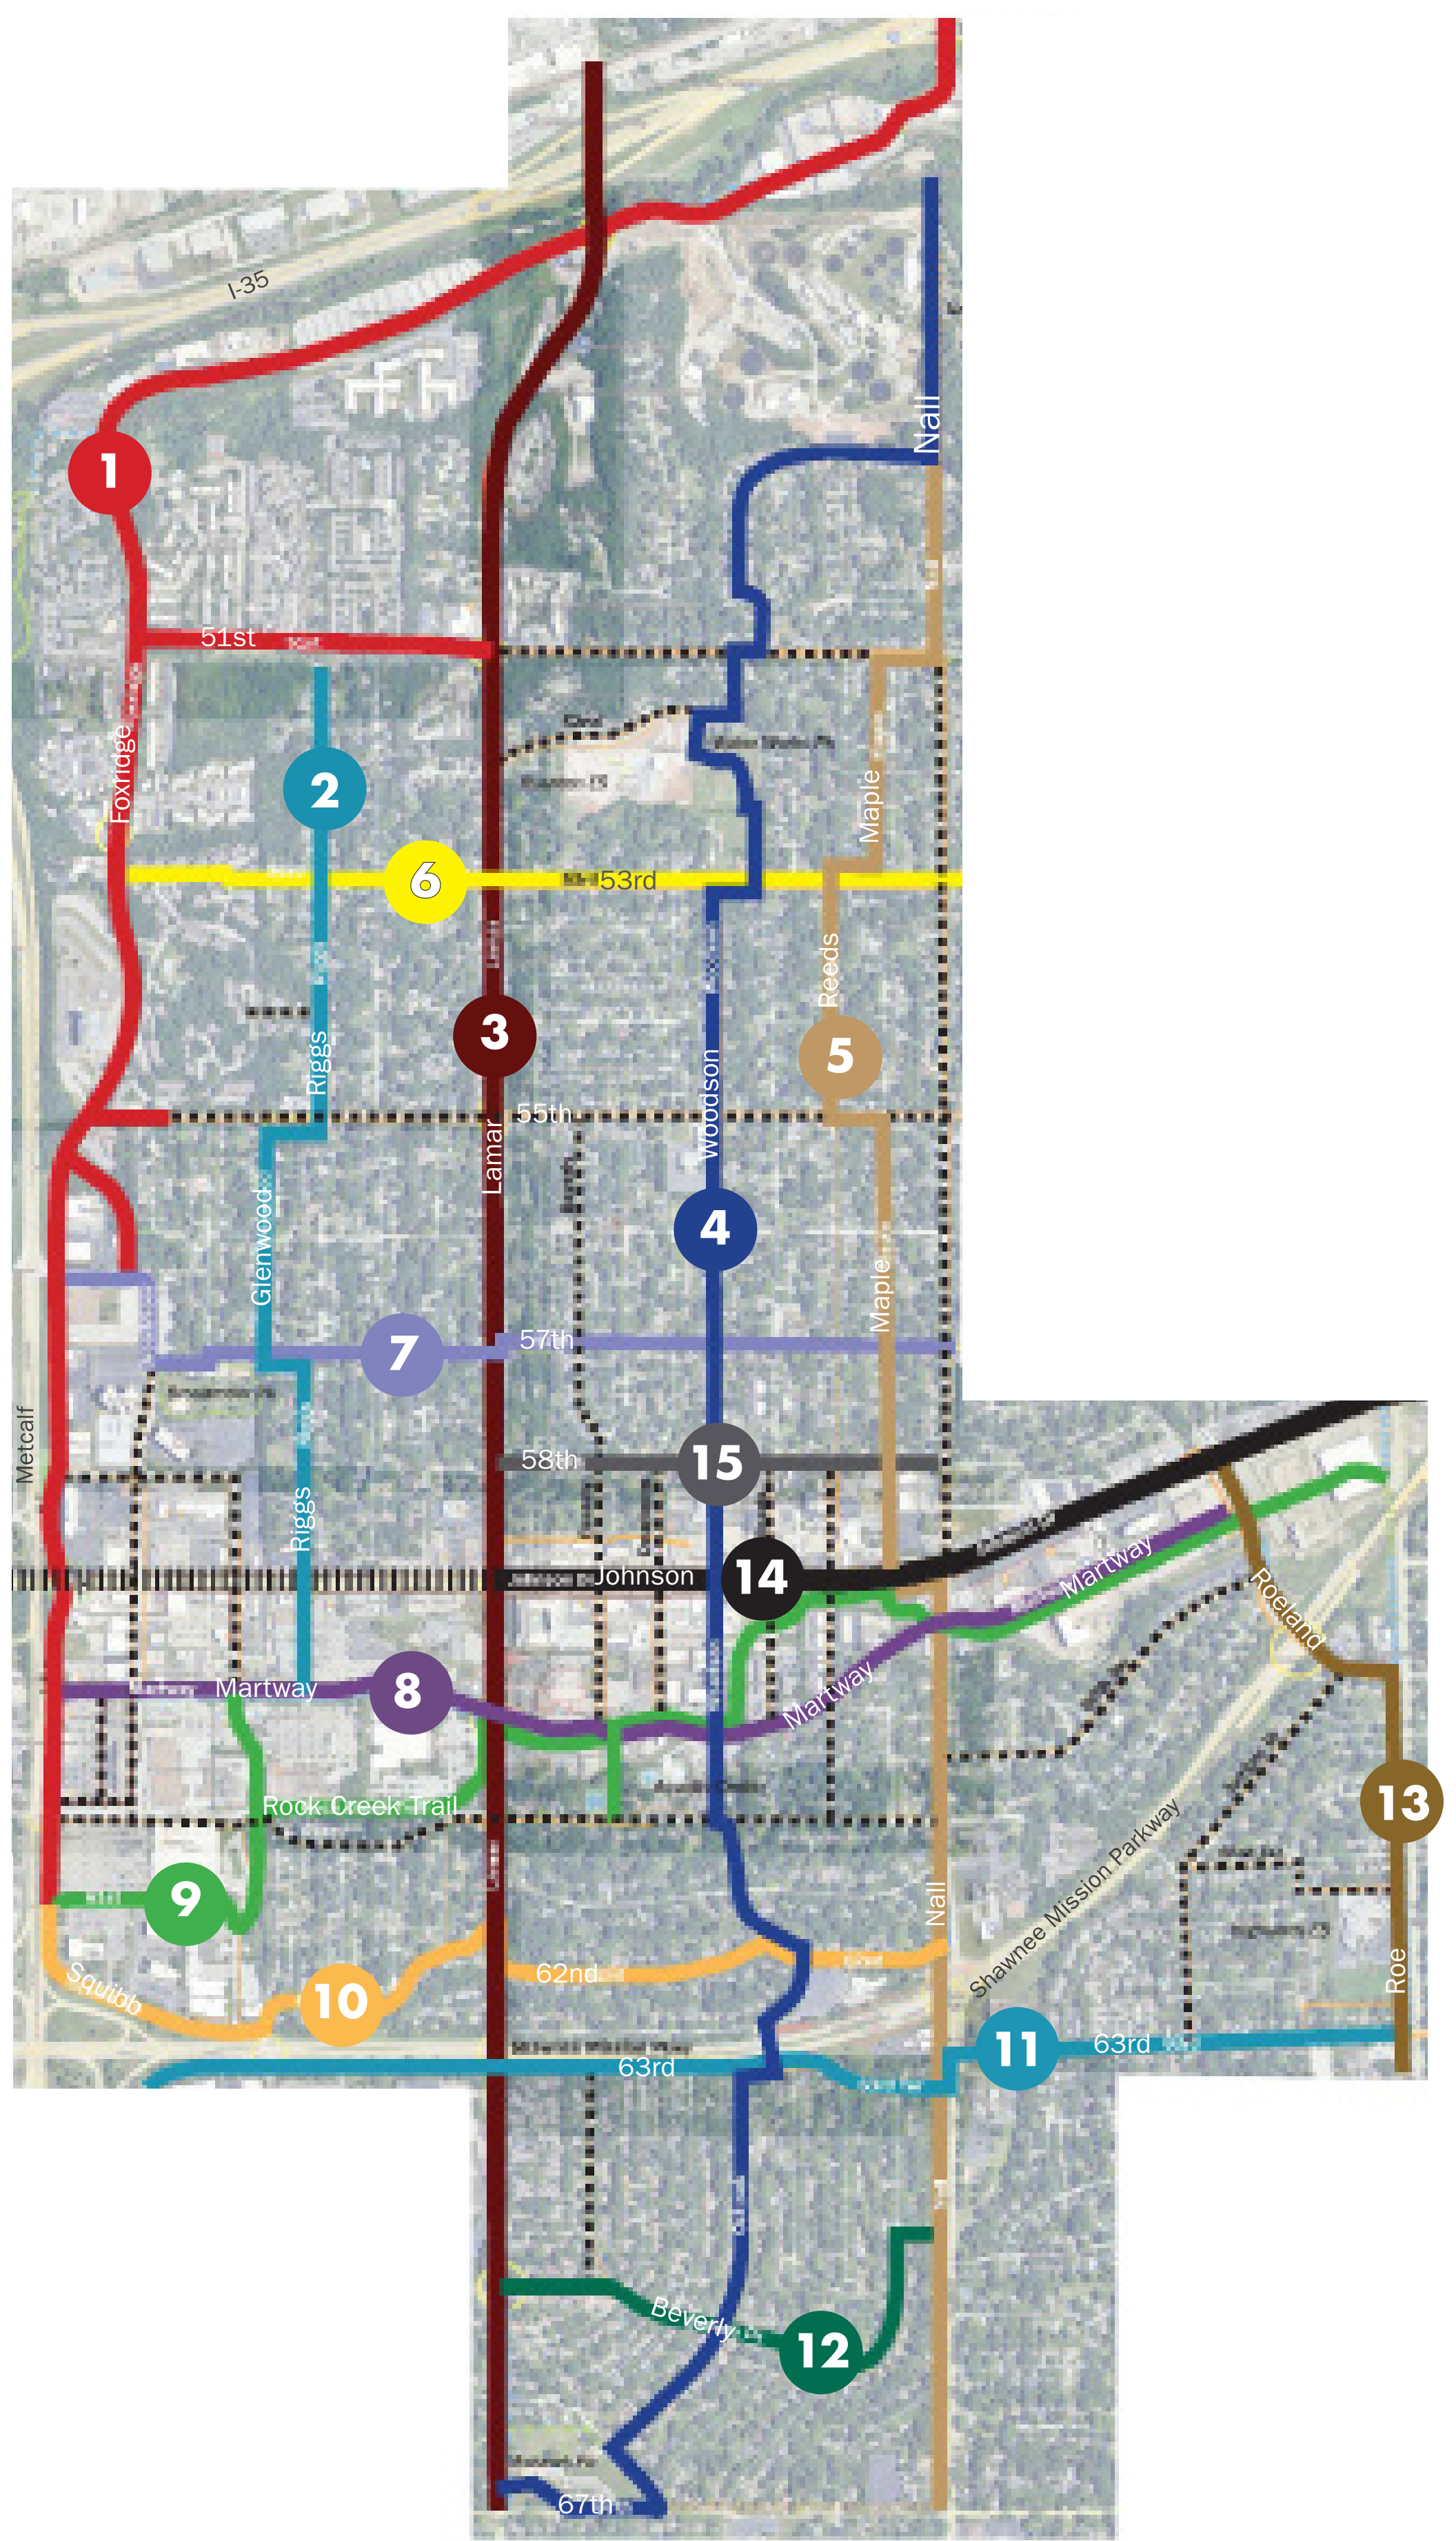 I-35
Nall
1
51st
Foxridge
2
Maple
6
53rd
Reeds
3
Riggs
5
Woodson
55th
Lamar
4
Glenwood
Maple
57th
7
Metcalf
58th
15
Riggs
Johnson
14
Martway
Roeland
Martway
8
Martway
Rock Creek Trail
13
Shawnee Mission Parkway
9
Nall
Roe
Squibb
62nd
10
11
63rd
63rd
Beverly
12
67th